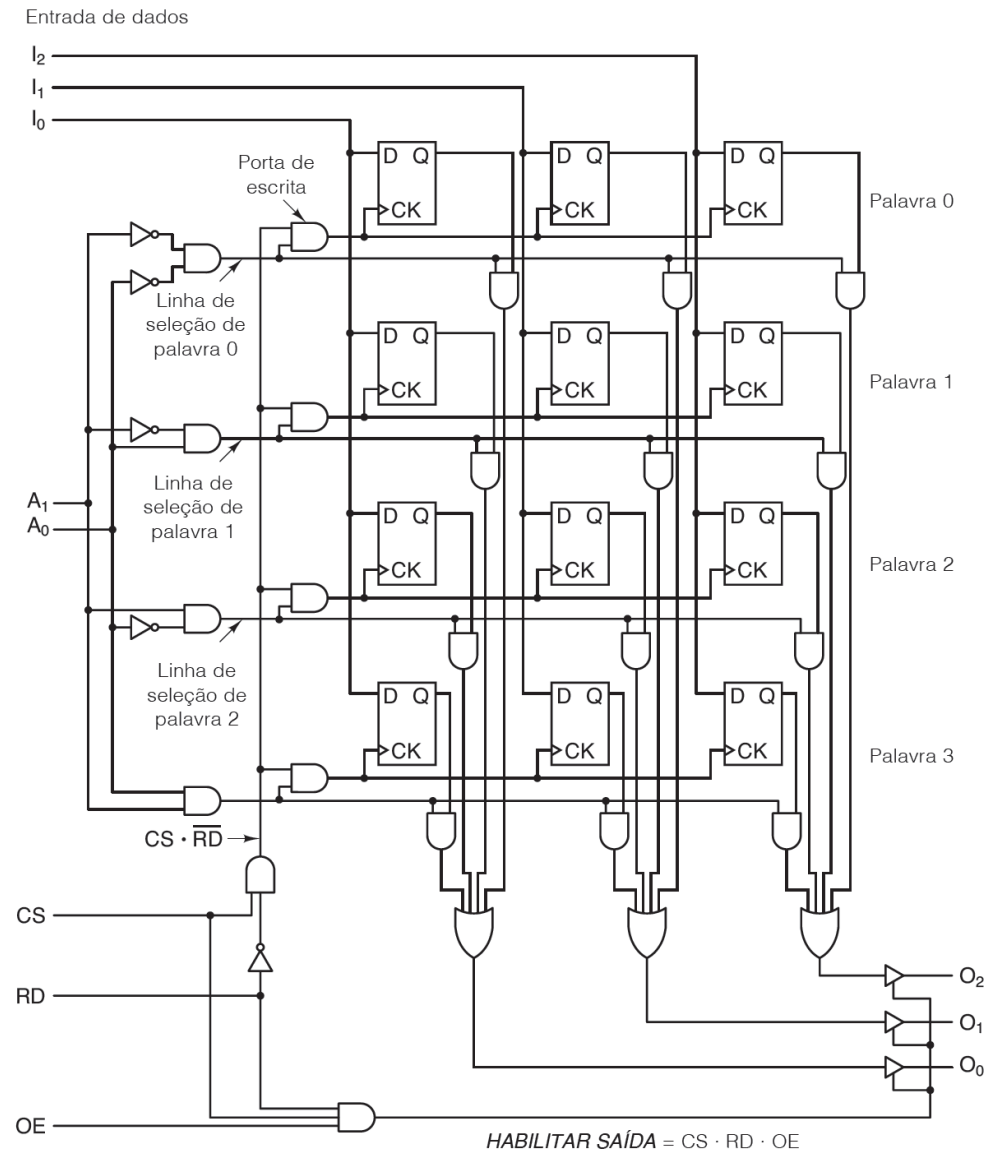 Entrada de dados
I2
I1
I0
D Q
CK
D Q
CK
D Q
CK
Palavra 0
Porta de
escrita
Linha de
seleção de
palavra 0
D Q
CK
D Q
CK
D Q
CK
Palavra 1
Linha de
seleção de
palavra 1
A1
A0
D Q
CK
D Q
CK
D Q
CK
Palavra 2
Linha de
seleção de
palavra 2
D Q
CK
D Q
CK
D Q
CK
Palavra 3
CS · R̅D̅
CS
RD
OE
O2
O1
O0
HABILITAR SAÍDA = CS · RD · OE